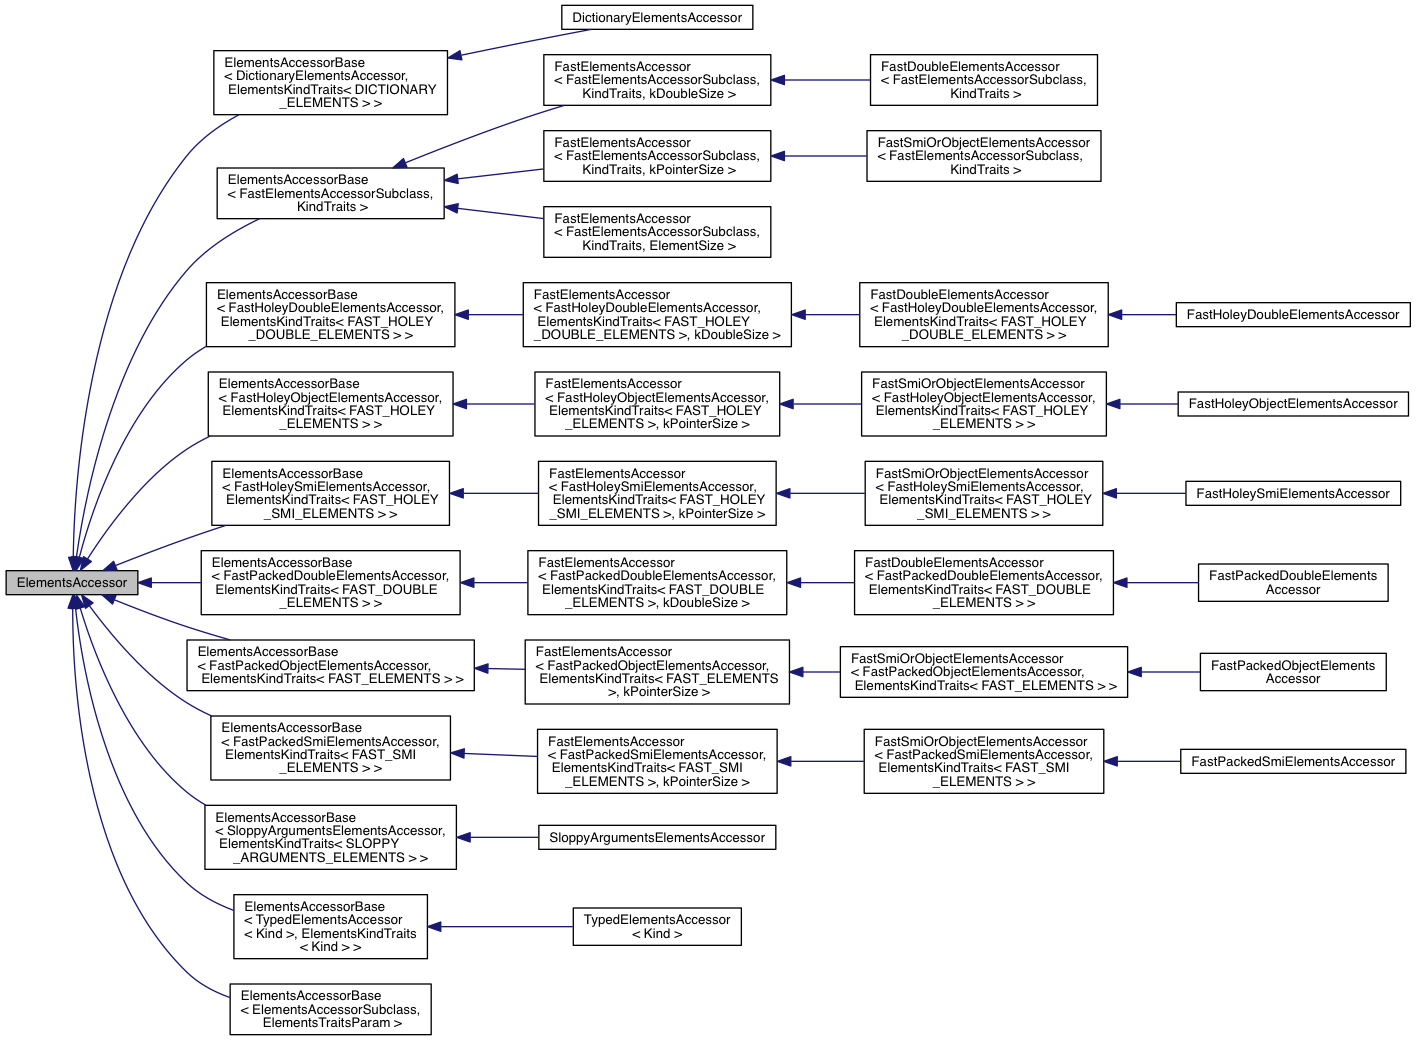 DictionaryElementsAccessor
ElementsAccessorBase
< DictionaryElementsAccessor,
ElementsKindTraits< DICTIONARY
_ELEMENTS > >
FastElementsAccessor
< FastElementsAccessorSubclass,
KindTraits, kDoubleSize >
FastDoubleElementsAccessor
< FastElementsAccessorSubclass,
KindTraits >
ElementsAccessorBase
< FastElementsAccessorSubclass,
KindTraits >
FastElementsAccessor
< FastElementsAccessorSubclass,
KindTraits, kPointerSize >
FastSmiOrObjectElementsAccessor
< FastElementsAccessorSubclass,
KindTraits >
FastElementsAccessor
< FastElementsAccessorSubclass,
KindTraits, ElementSize >
ElementsAccessorBase
< FastHoleyDoubleElementsAccessor,
ElementsKindTraits< FAST_HOLEY
_DOUBLE_ELEMENTS > >
FastElementsAccessor
< FastHoleyDoubleElementsAccessor,
ElementsKindTraits< FAST_HOLEY
_DOUBLE_ELEMENTS >, kDoubleSize >
FastDoubleElementsAccessor
< FastHoleyDoubleElementsAccessor,
ElementsKindTraits< FAST_HOLEY
_DOUBLE_ELEMENTS > >
FastHoleyDoubleElementsAccessor
ElementsAccessorBase
< FastHoleyObjectElementsAccessor,
ElementsKindTraits< FAST_HOLEY
_ELEMENTS > >
FastElementsAccessor
< FastHoleyObjectElementsAccessor,
ElementsKindTraits< FAST_HOLEY
_ELEMENTS >, kPointerSize >
FastSmiOrObjectElementsAccessor
< FastHoleyObjectElementsAccessor,
ElementsKindTraits< FAST_HOLEY
_ELEMENTS > >
FastHoleyObjectElementsAccessor
ElementsAccessorBase
< FastHoleySmiElementsAccessor,
ElementsKindTraits< FAST_HOLEY
_SMI_ELEMENTS > >
FastElementsAccessor
< FastHoleySmiElementsAccessor,
ElementsKindTraits< FAST_HOLEY
_SMI_ELEMENTS >, kPointerSize >
FastSmiOrObjectElementsAccessor
< FastHoleySmiElementsAccessor,
ElementsKindTraits< FAST_HOLEY
_SMI_ELEMENTS > >
FastHoleySmiElementsAccessor
ElementsAccessor
ElementsAccessorBase
< FastPackedDoubleElementsAccessor,
ElementsKindTraits< FAST_DOUBLE
_ELEMENTS > >
FastElementsAccessor
< FastPackedDoubleElementsAccessor,
ElementsKindTraits< FAST_DOUBLE
_ELEMENTS >, kDoubleSize >
FastDoubleElementsAccessor
< FastPackedDoubleElementsAccessor,
ElementsKindTraits< FAST_DOUBLE
_ELEMENTS > >
FastPackedDoubleElements
Accessor
ElementsAccessorBase
< FastPackedObjectElementsAccessor,
ElementsKindTraits< FAST_ELEMENTS > >
FastElementsAccessor
< FastPackedObjectElementsAccessor,
ElementsKindTraits< FAST_ELEMENTS
>, kPointerSize >
FastSmiOrObjectElementsAccessor
< FastPackedObjectElementsAccessor,
ElementsKindTraits< FAST_ELEMENTS > >
FastPackedObjectElements
Accessor
ElementsAccessorBase
< FastPackedSmiElementsAccessor,
ElementsKindTraits< FAST_SMI
_ELEMENTS > >
FastElementsAccessor
< FastPackedSmiElementsAccessor,
ElementsKindTraits< FAST_SMI
_ELEMENTS >, kPointerSize >
FastSmiOrObjectElementsAccessor
< FastPackedSmiElementsAccessor,
ElementsKindTraits< FAST_SMI
_ELEMENTS > >
FastPackedSmiElementsAccessor
ElementsAccessorBase
< SloppyArgumentsElementsAccessor,
ElementsKindTraits< SLOPPY
_ARGUMENTS_ELEMENTS > >
SloppyArgumentsElementsAccessor
ElementsAccessorBase
< TypedElementsAccessor
< Kind >, ElementsKindTraits
< Kind > >
TypedElementsAccessor
< Kind >
ElementsAccessorBase
< ElementsAccessorSubclass,
ElementsTraitsParam >